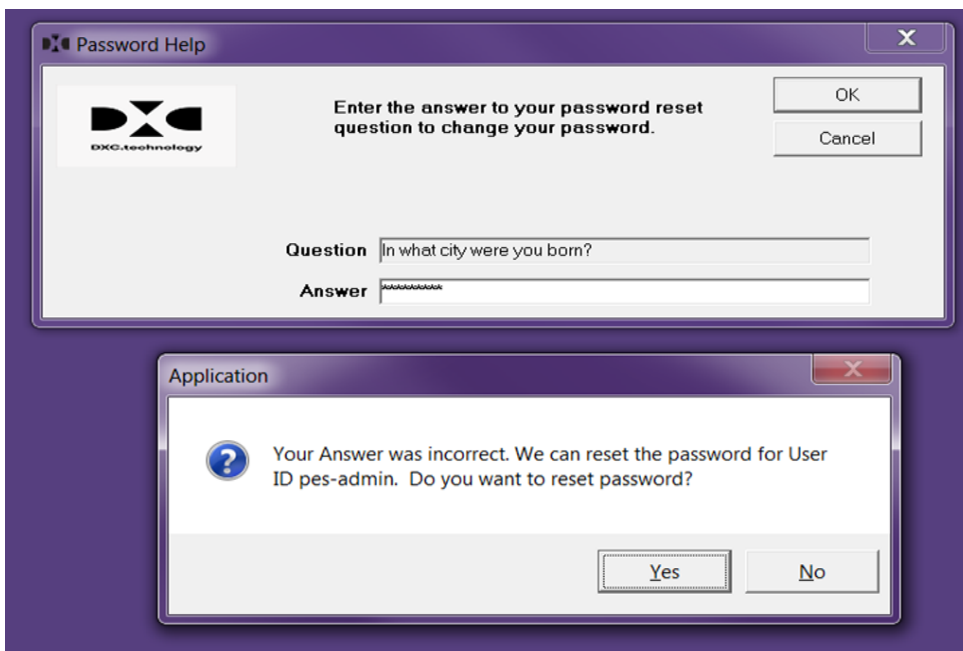 Password Help
X
DXC.technology
Enter the answer to your password reset
question to change your password.
OK
Cancel
Question In what city were you born?
Answer **********
Application
X
Your Answer was incorrect. We can reset the password for User
ID pes-admin. Do you want to reset password?
Yes
No